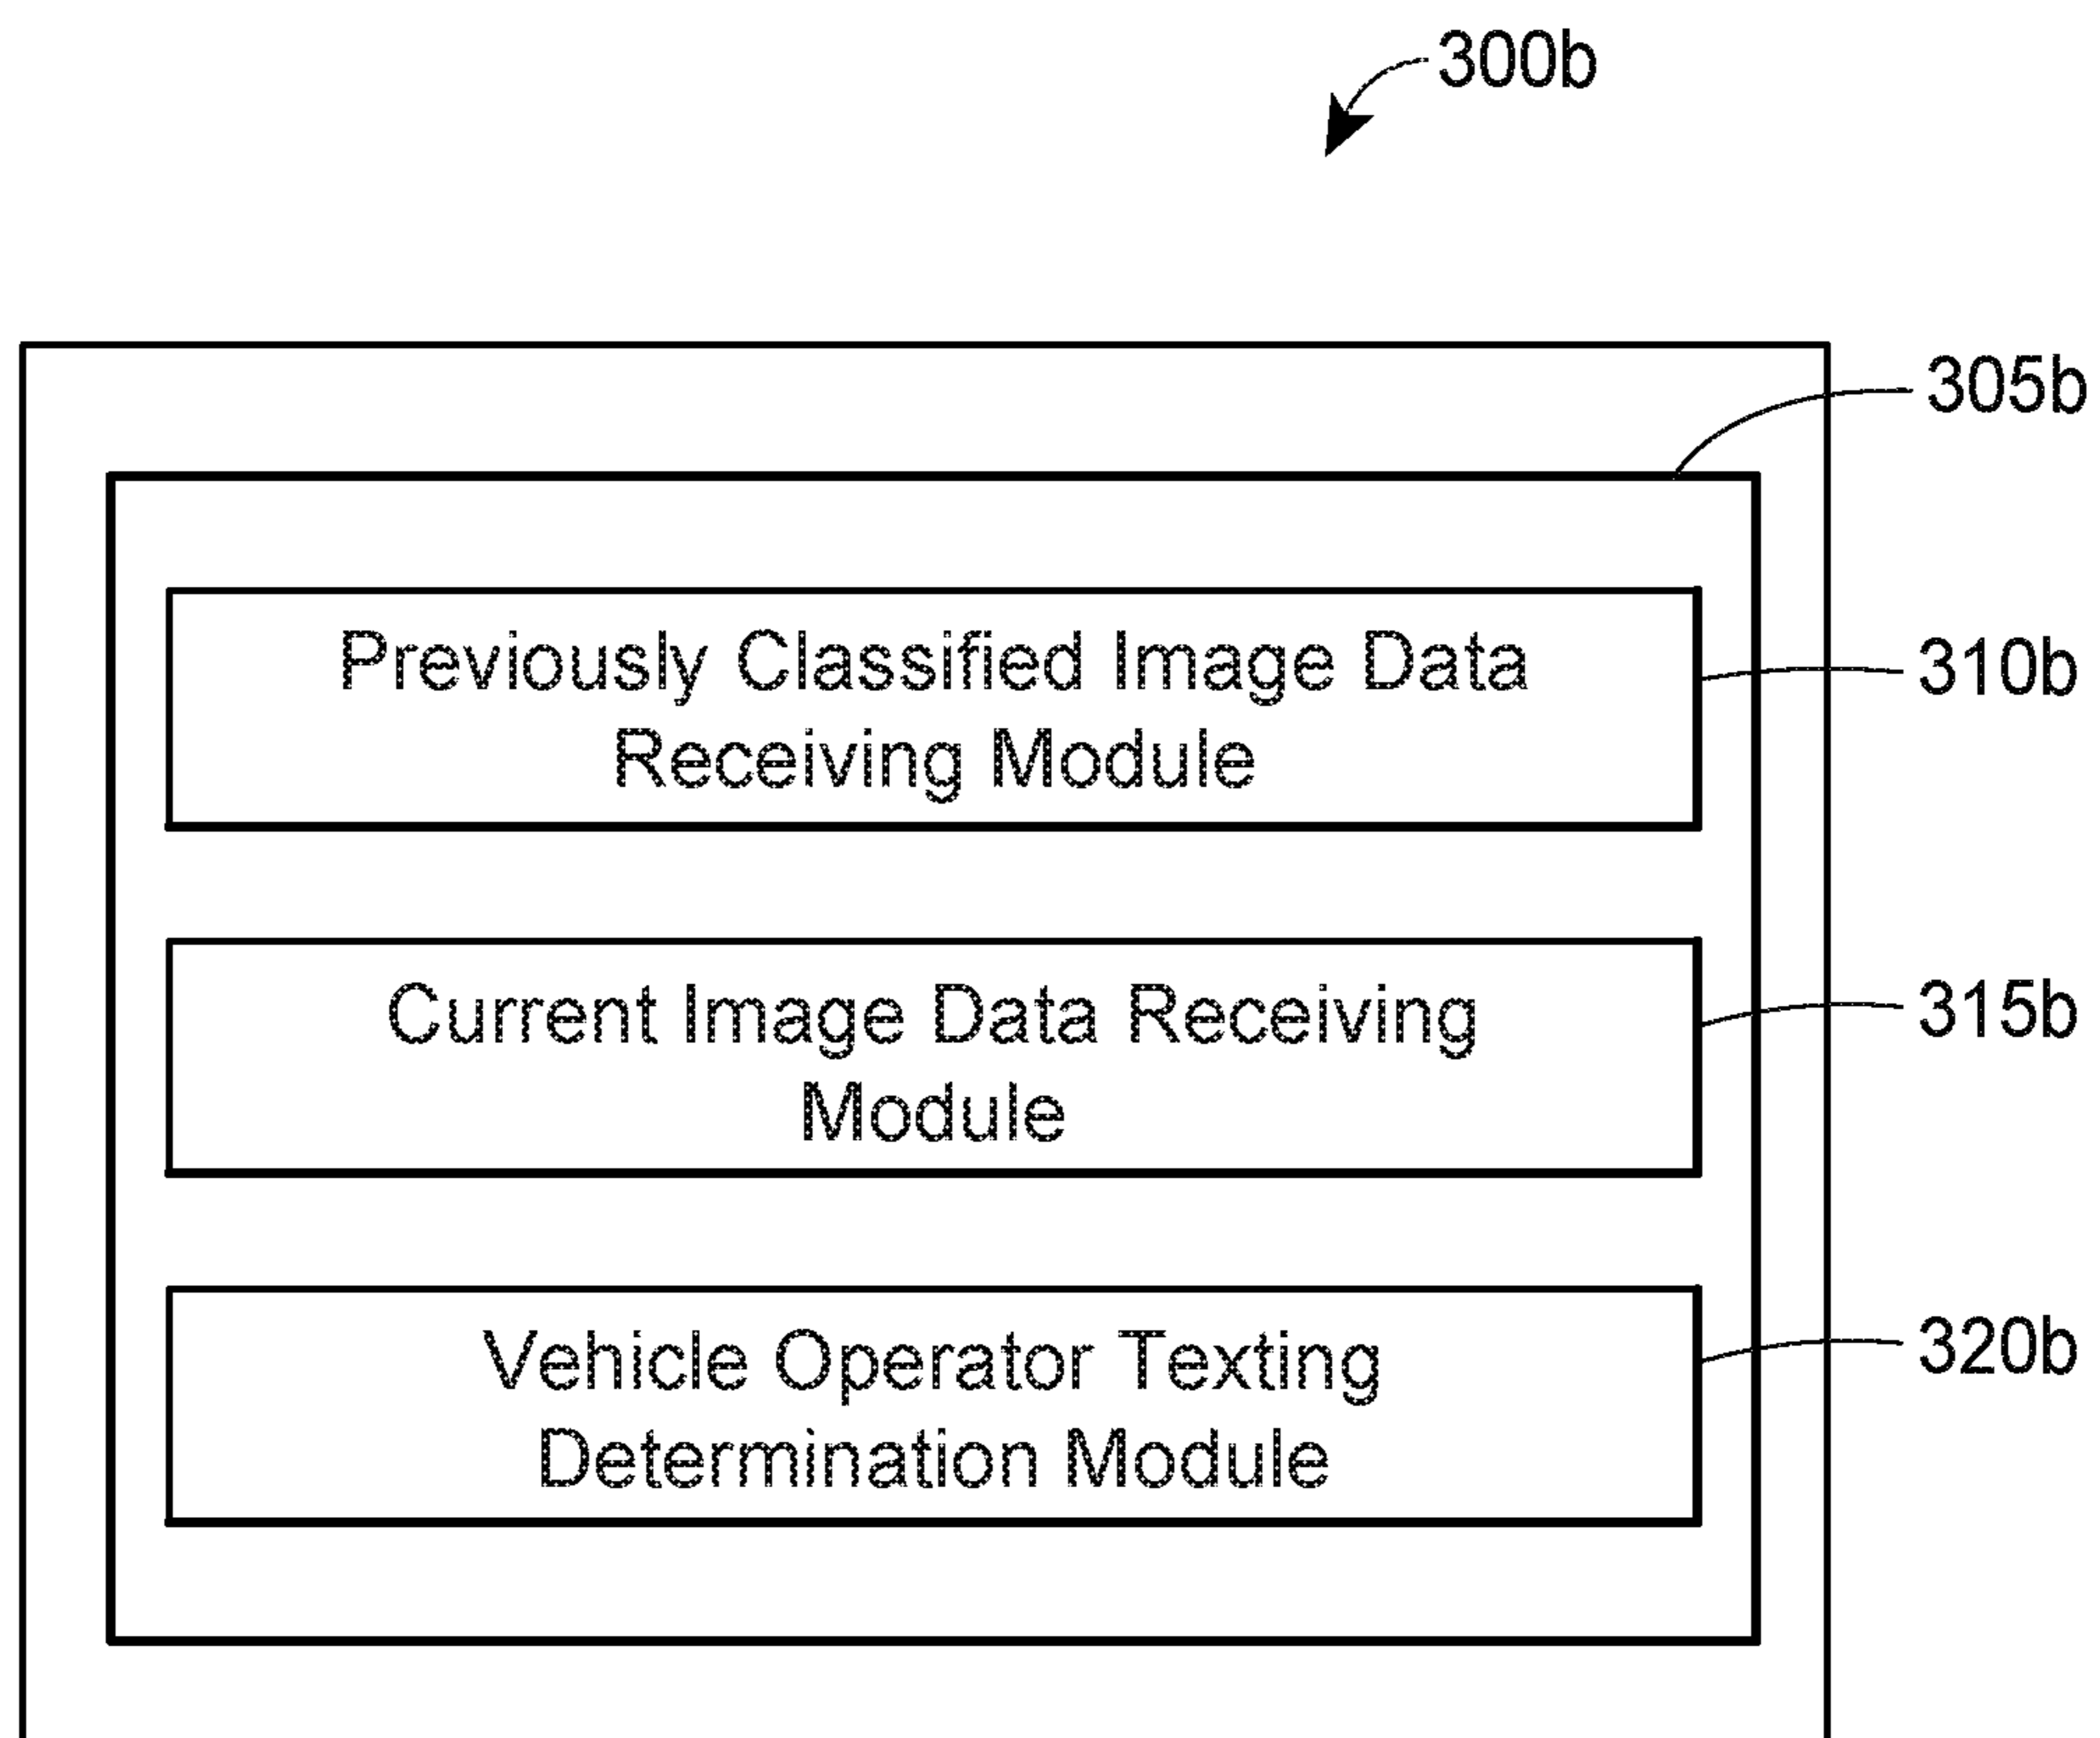 300b
305b
Previously Classified Image Data
Receiving Module
310b
Current Image Data Receiving
Module
315b
Vehicle Operator Texting
Determination Module
320b